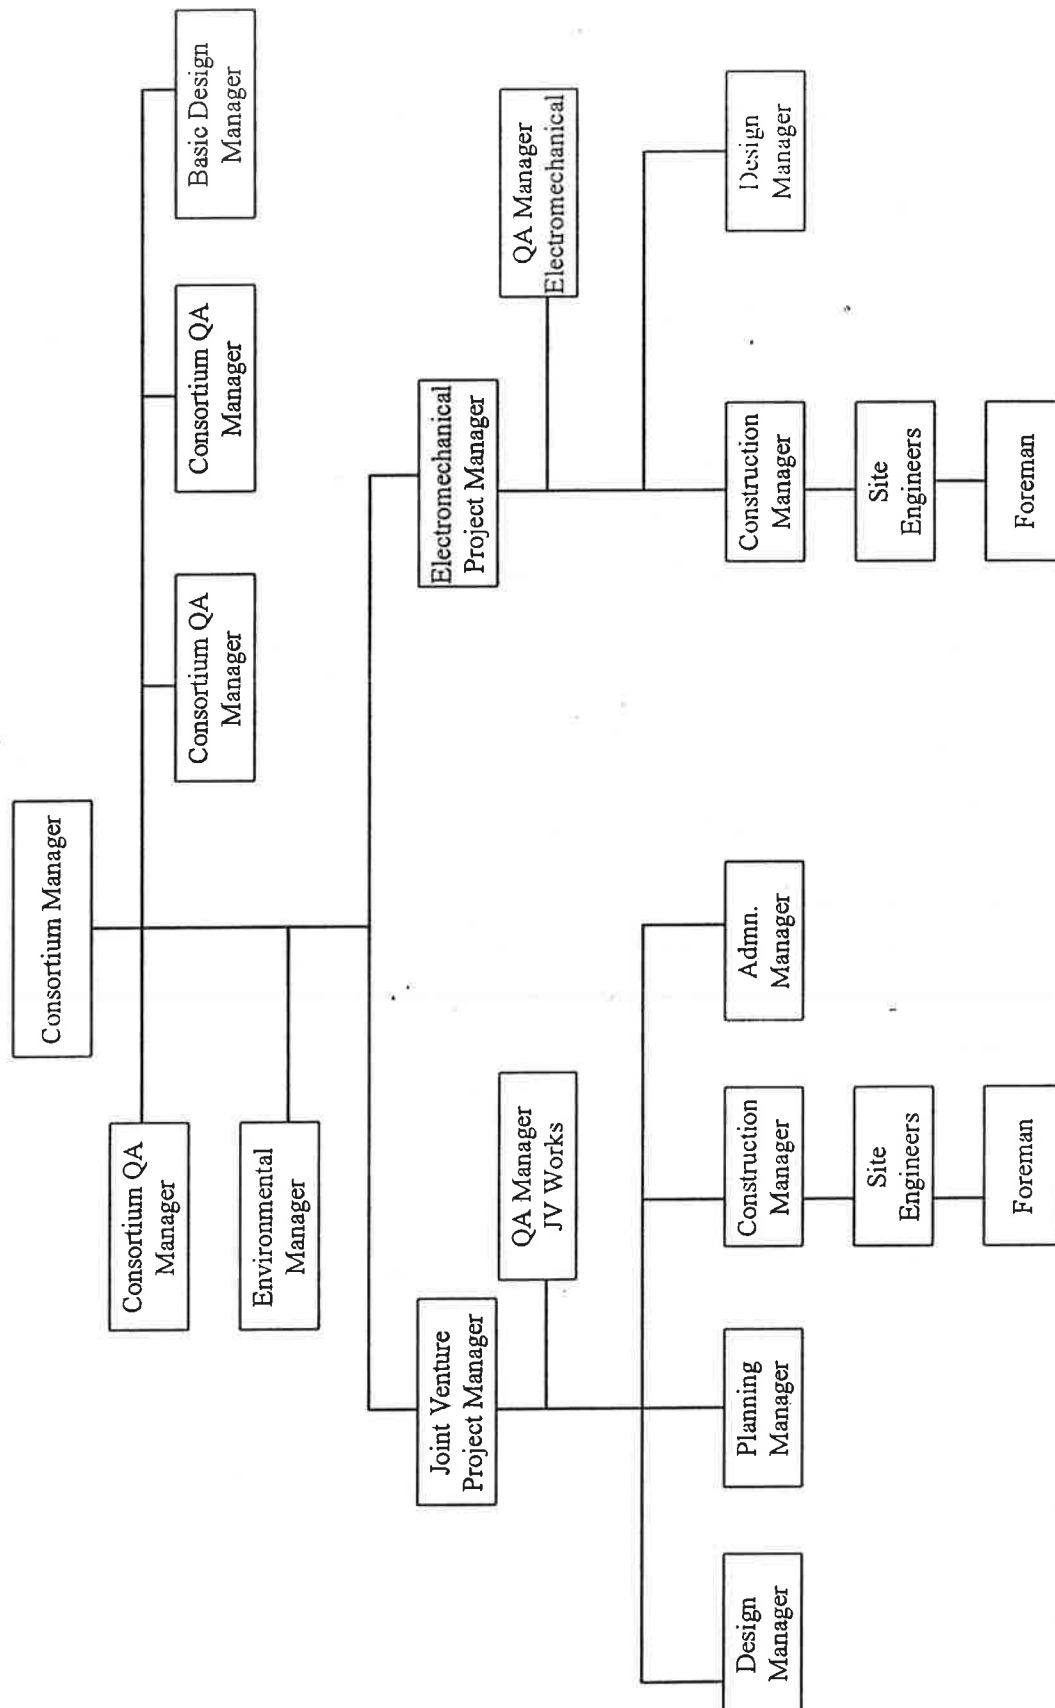 Consortium Manager
Consortium QA
Manager
Consortium QA
Manager
Consortium QA
Manager
Basic Design
Manager
Environmental
Manager
Joint Venture
Project Manager
Electromechanical
Project Manager
QA Manager
JV Works
QA Manager
Electromechanical
Design
Manager
Planning
Manager
Construction
Manager
Admn.
Manager
Construction
Manager
Design
Manager
Site
Engineers
Site
Engineers
Foreman
Foreman